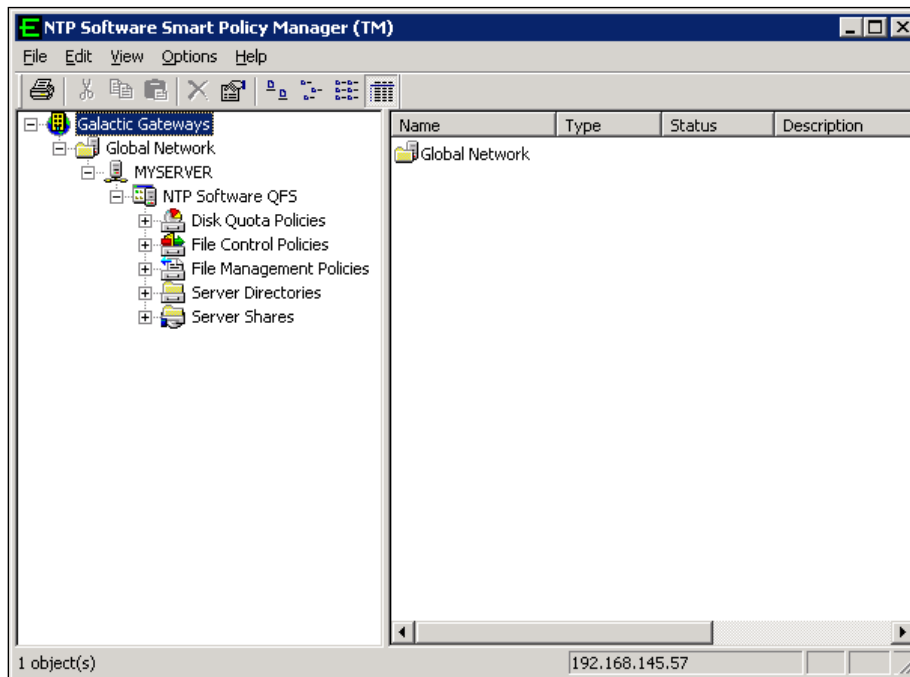 NTP Software Smart Policy Manager (TM)
File Edit View Options Help
Galactic Gateways
Global Network
MYSERVER
NTP Software QFS
Disk Quota Policies
File Control Policies
File Management Policies
Server Directories
Server Shares
Name Type Status Description
Global Network
1 object(s) 192.168.145.57